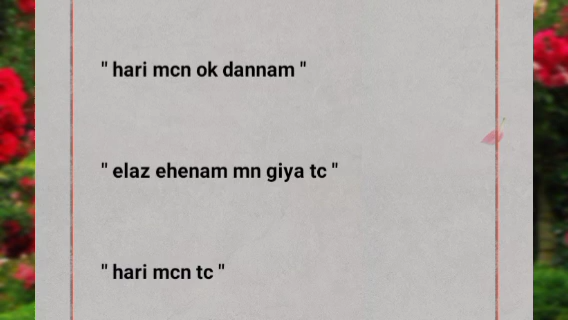 " hari mcn ok dannam "
" elaz ehenam mn giya tc "
" hari mcn tc "